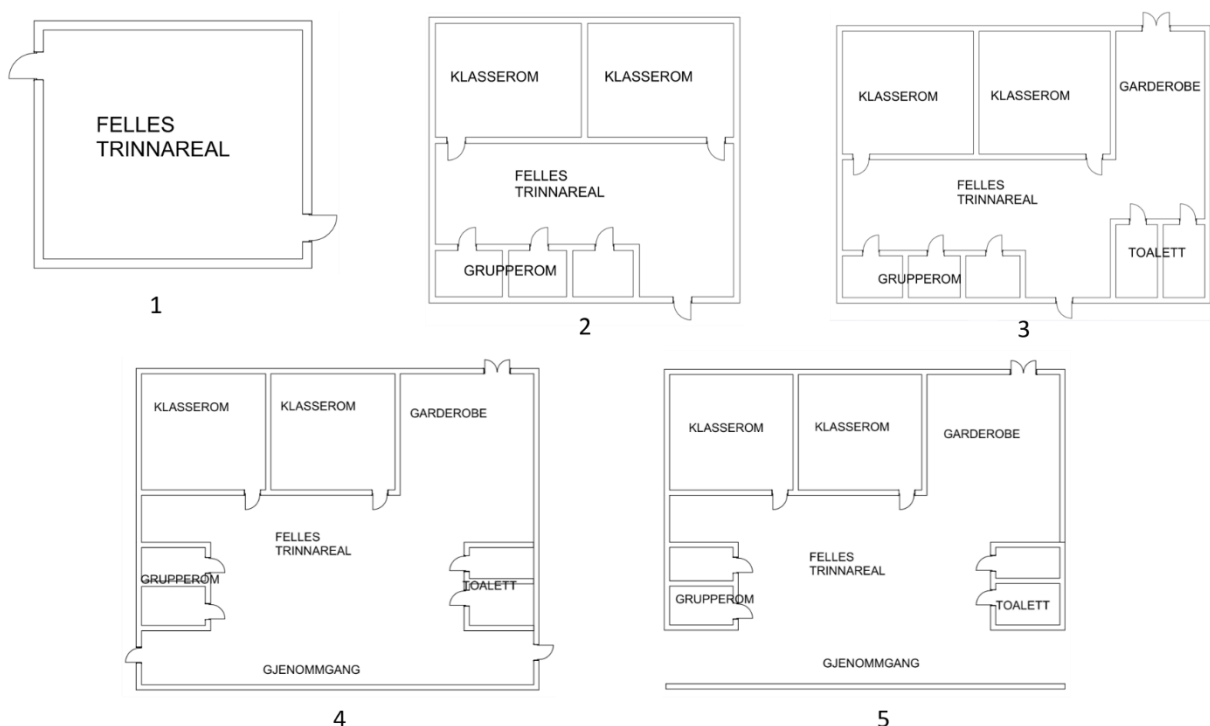 FELLES
TRINNAREAL
1
KLASSEROM
KLASSEROM
FELLES
TRINNAREAL
GRUPPEROM
2
KLASSEROM
KLASSEROM
GARDEROBE
FELLES
TRINNAREAL
TOALETT
GRUPPEROM
3
KLASSEROM
KLASSEROM
GARDEROBE
FELLES
TRINNAREAL
GRUPPEROM
TOALETT
GJENOMMGANG
4
KLASSEROM
KLASSEROM
GARDEROBE
FELLES
TRINNAREAL
GRUPPEROM
TOALETT
GJENOMMGANG
5